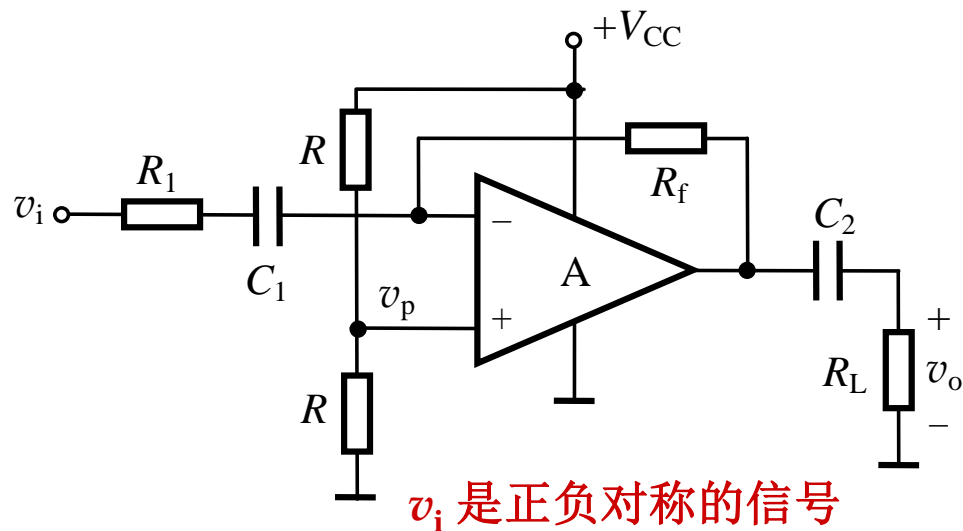 +V_CC
R
R_1
v_i
C_1
R_f
−
A
C_2
v_p
+
R
R_L
+
v_o
−
v_i 是正负对称的信号